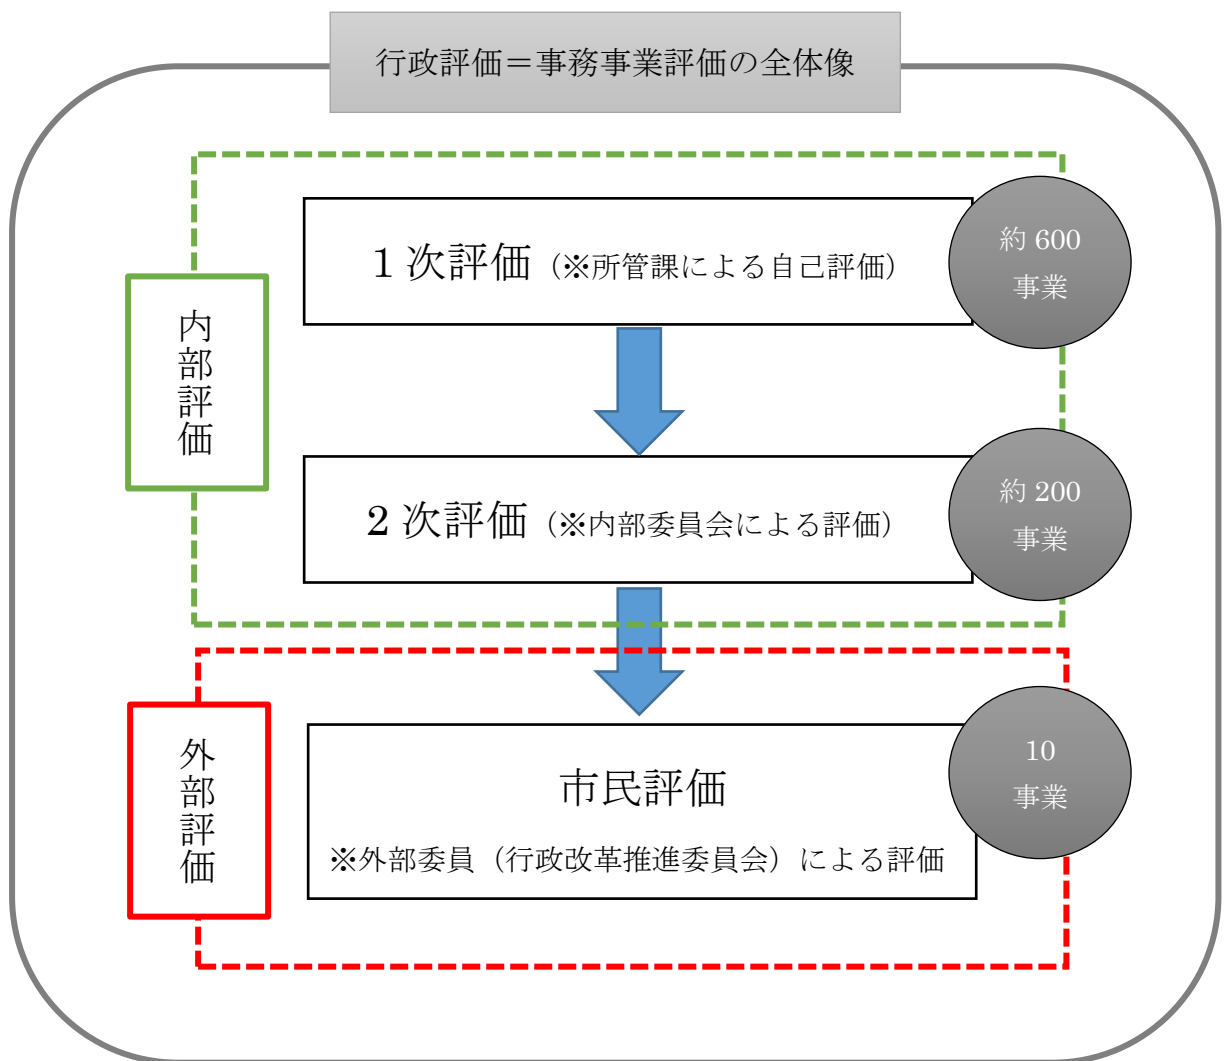 行政評価＝事務事業評価の全体像
1 次評価（※所管課による自己評価）
約 600
事業
内部評価
2 次評価（※内部委員会による評価）
約 200
事業
外部評価
市民評価
※外部委員（行政改革推進委員会）による評価
10
事業